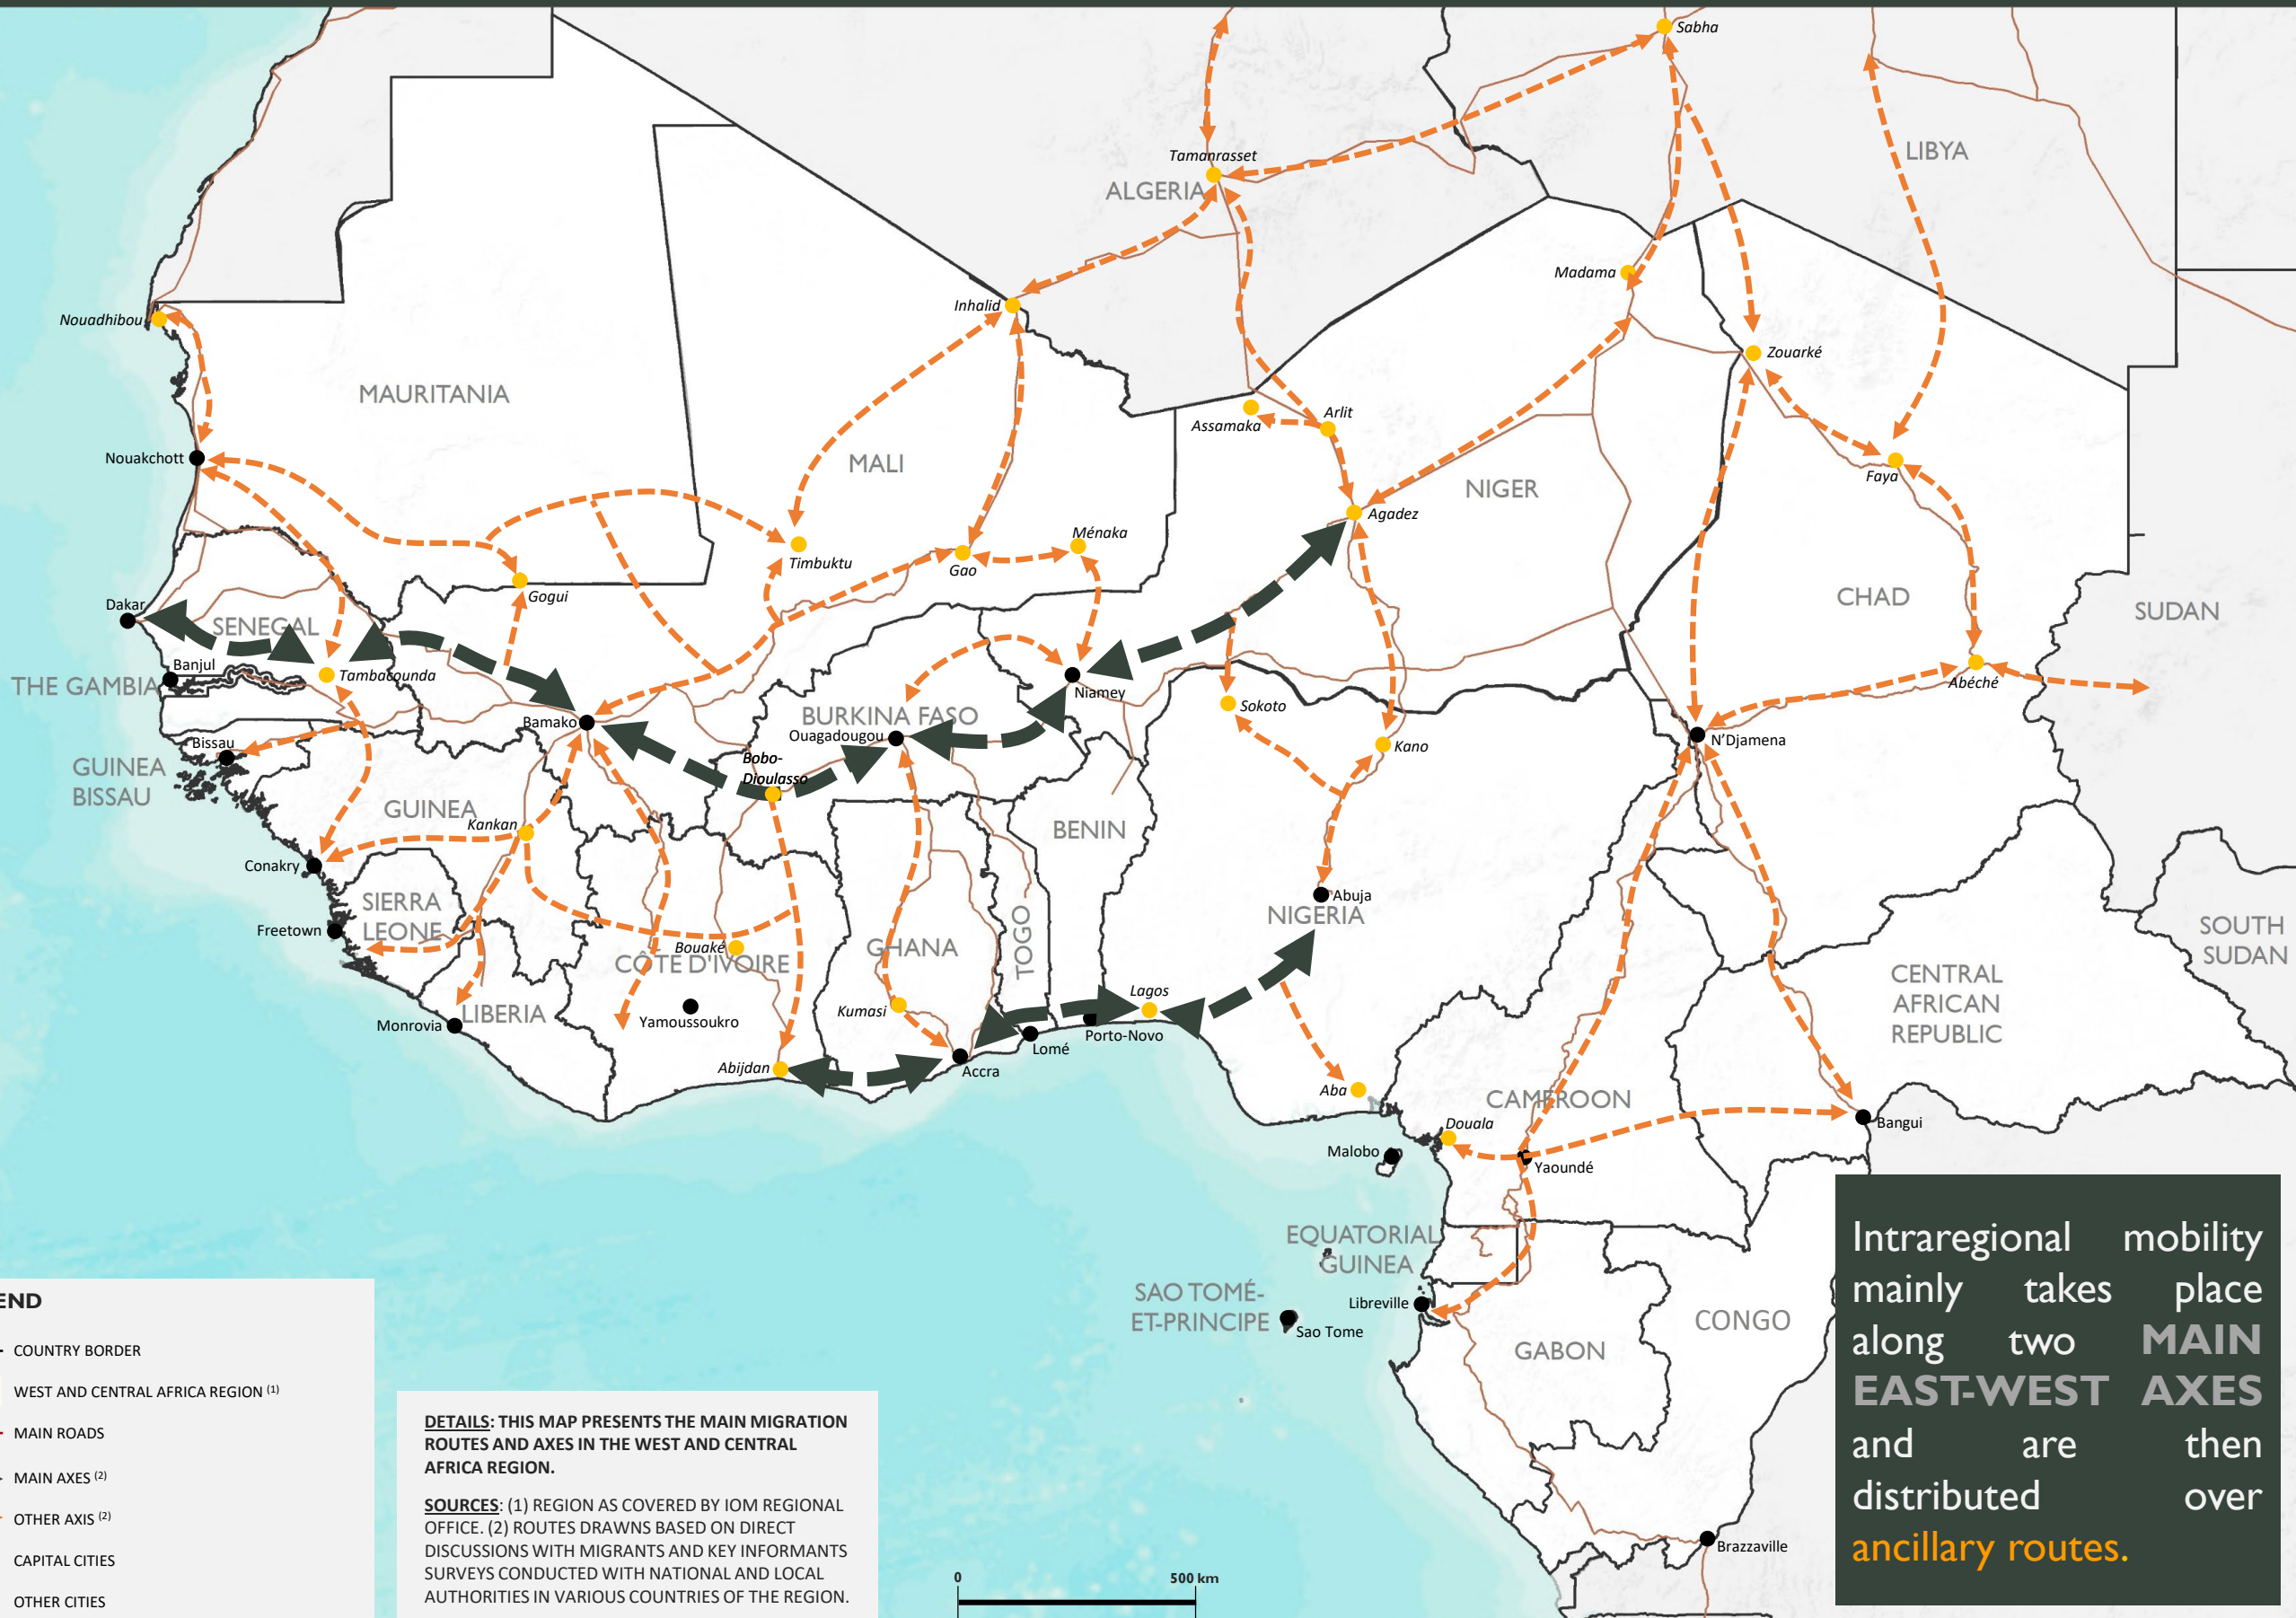 Sabha
LIBYA
Tamanrasset
ALGERIA
Madama
Inhalid
Nouadhibou
Zouarké
MAURITANIA
Assamaka
Arlit
Nouakchott
MALI
NIGER
Faya
Agadez
Ménaka
Timbuktu
Gao
Gogui
CHAD
SUDAN
Dakar
SENEGAL
Banjul
THE GAMBIA
Tambacounda
Abéché
Niamey
Sokoto
Bamako
BURKINA FASO
Ouagadougou
N'Djamena
Kano
Bissau
GUINEA
BISSAU
Bobo-
Dioulasso
GUINEA
Kankan
BENIN
Conakry
Abuja
NIGERIA
SIERRA
LEONE
Freetown
TOGO
GHANA
Bouaké
CÔTE D'IVOIRE
SOUTH
SUDAN
CENTRAL
AFRICAN
REPUBLIC
Lagos
Kumasi
Yamoussoukro
LIBERIA
Monrovia
Porto-Novo
Lomé
Abijdan
Accra
Aba
CAMEROON
Douala
Bangui
Malobo
Yaoundé
EQUATORIAL
GUINEA
SAO TOMÉ-
ET-PRINCIPE
Sao Tome
Libreville
CONGO
GABON
Brazzaville
Intraregional mobility
mainly takes place
along two MAIN
EAST-WEST AXES
and are then
distributed over
ancillary routes.
END
COUNTRY BORDER
WEST AND CENTRAL AFRICA REGION (1)
MAIN ROADS
MAIN AXES (2)
OTHER AXIS (2)
CAPITAL CITIES
OTHER CITIES
DETAILS: THIS MAP PRESENTS THE MAIN MIGRATION
ROUTES AND AXES IN THE WEST AND CENTRAL
AFRICA REGION.
SOURCES: (1) REGION AS COVERED BY IOM REGIONAL
OFFICE. (2) ROUTES DRAWNS BASED ON DIRECT
DISCUSSIONS WITH MIGRANTS AND KEY INFORMANTS
SURVEYS CONDUCTED WITH NATIONAL AND LOCAL
AUTHORITIES IN VARIOUS COUNTRIES OF THE REGION.
0 500 km